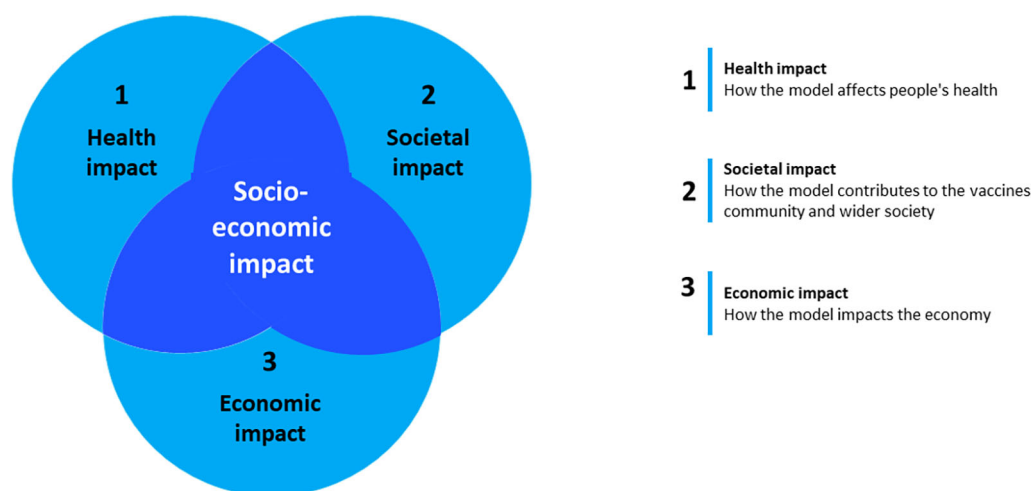 1
Health
impact
2
Societal
impact
Socio-
economic
impact
3
Economic
impact
1
Health impact
How the model affects people's health
2
Societal impact
How the model contributes to the vaccines
community and wider society
3
Economic impact
How the model impacts the economy